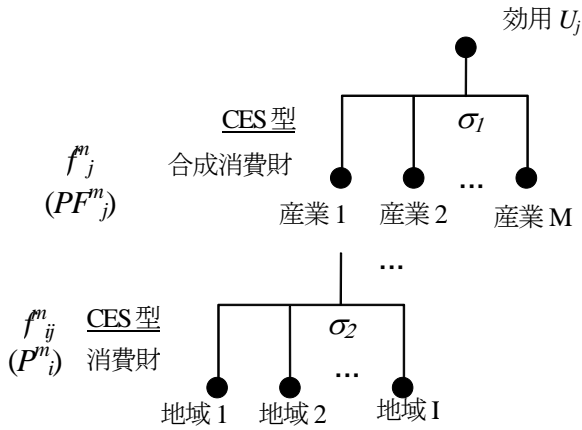 効用 U_j
CES 型
σ_1
f^m_j
合成消費財
...
(PF^m_j)
産業 1 産業 2 産業 M
...
f^m_ij CES 型
σ_2
(P^m_i) 消費財
...
地域 1 地域 2 地域 I